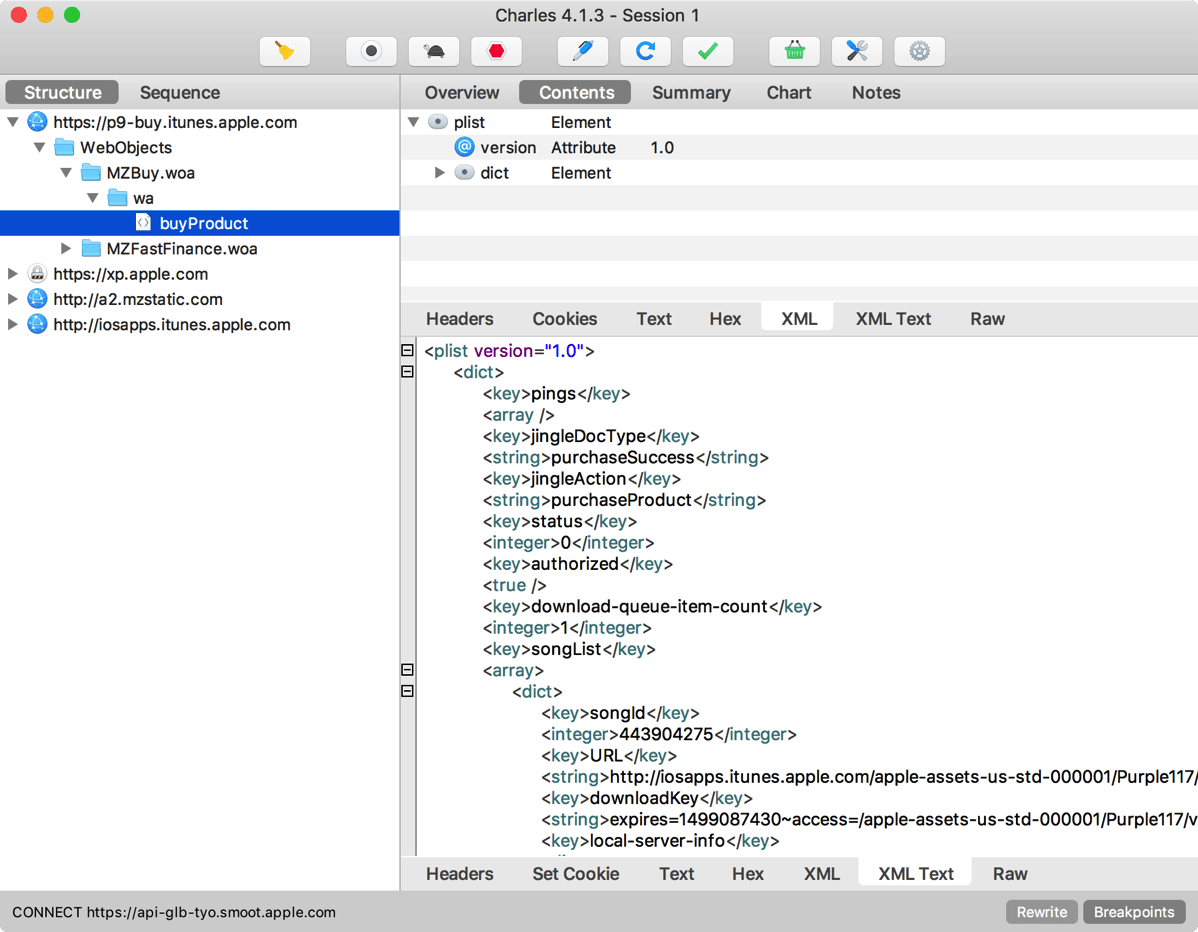 Charles 4.1.3 - Session 1
Structure Sequence
https://p9-buy.itunes.apple.com
WebObjects
MZBuy.woa
wa
buyProduct
MZFastFinance.woa
https://xp.apple.com
http://a2.mzstatic.com
http://iosapps.itunes.apple.com
Overview Contents Summary Chart Notes
plist Element
version Attribute 1.0
dict Element
Headers Cookies Text Hex XML XML Text Raw
<plist version="1.0">
<dict>
<key>pings</key>
<array />
<key>jingleDocType</key>
<string>purchaseSuccess</string>
<key>jingleAction</key>
<string>purchaseProduct</string>
<key>status</key>
<integer>0</integer>
<key>authorized</key>
<true />
<key>download-queue-item-count</key>
<integer>1</integer>
<key>songList</key>
<array>
<dict>
<key>songId</key>
<integer>443904275</integer>
<key>URL</key>
<string>http://iosapps.itunes.apple.com/apple-assets-us-std-000001/Purple117/
<key>downloadKey</key>
<string>expires=1499087430~access=/apple-assets-us-std-000001/Purple117/v
<key>local-server-info</key>
Headers Set Cookie Text Hex XML XML Text Raw
CONNECT https://api-glb-tyo.smoot.apple.com
Rewrite Breakpoints